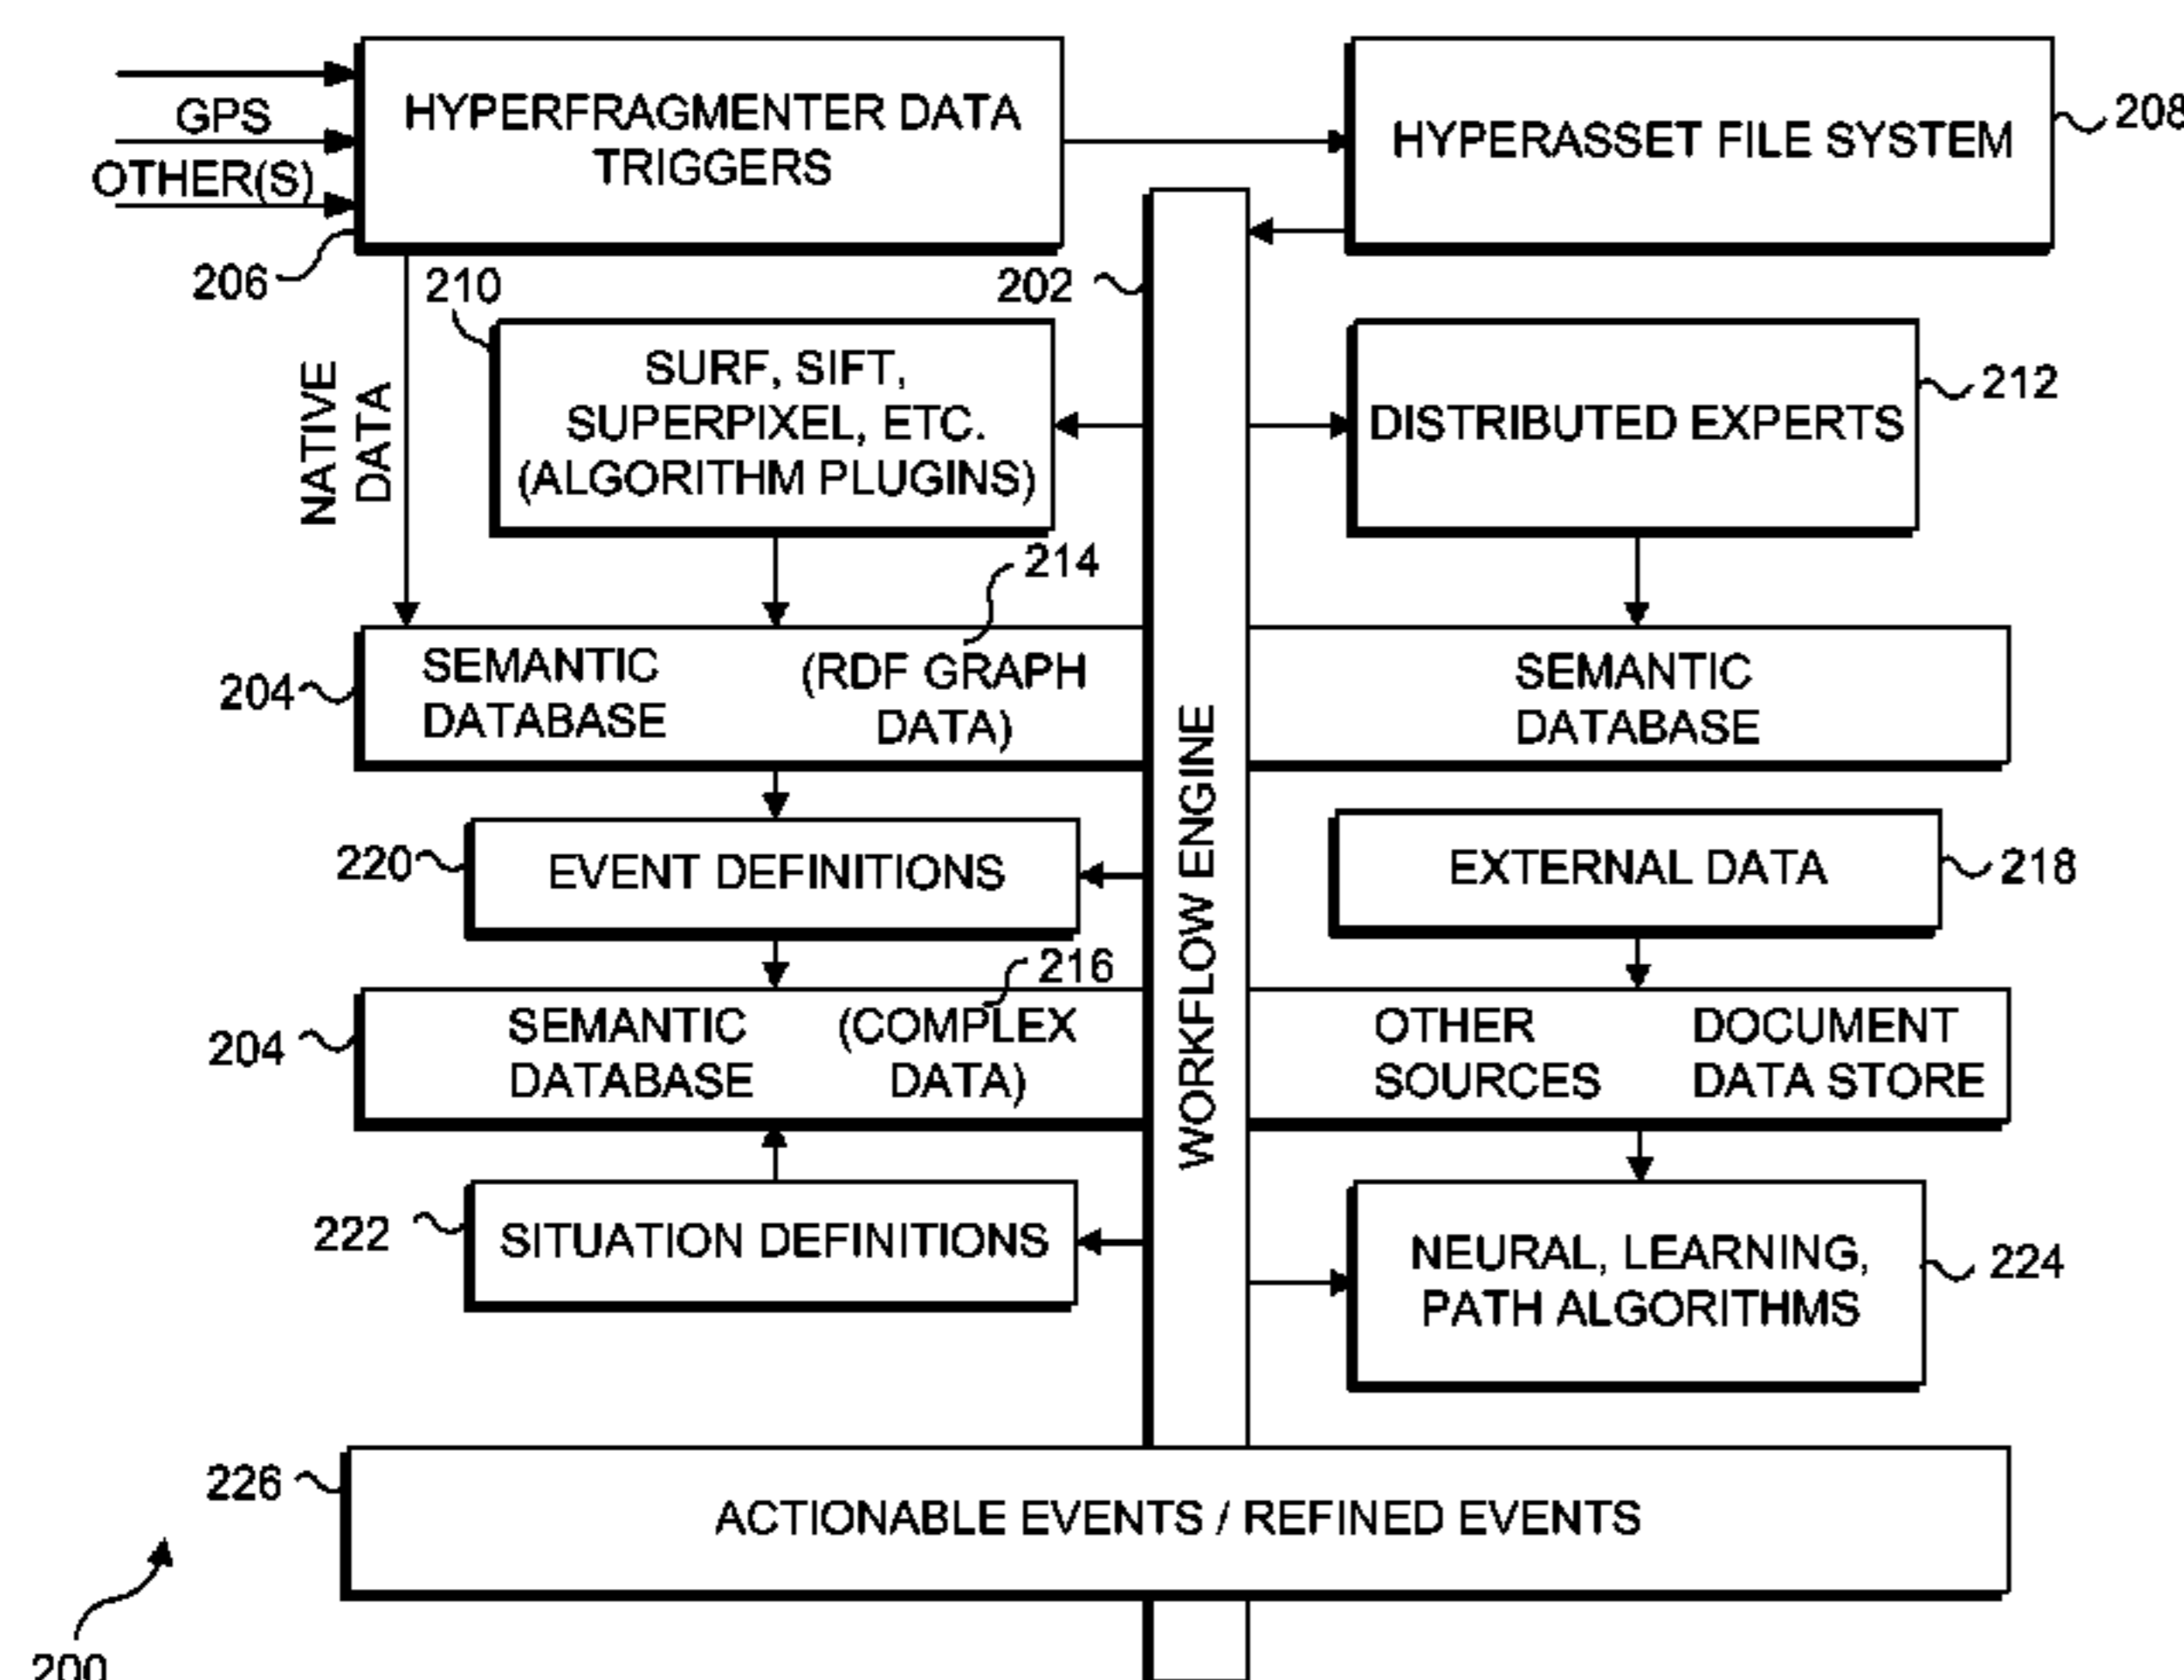 GPS
OTHER(S)
HYPERFRAGMENTER DATA
TRIGGERS
HYPERASSET FILE SYSTEM
208
206
210
202
NATIVE
DATA
SURF, SIFT,
SUPERPIXEL, ETC.
(ALGORITHM PLUGINS)
DISTRIBUTED EXPERTS
212
214
204
SEMANTIC
DATABASE
(RDF GRAPH
DATA)
SEMANTIC
DATABASE
WORKFLOW ENGINE
220
EVENT DEFINITIONS
EXTERNAL DATA
218
216
204
SEMANTIC
DATABASE
(COMPLEX
DATA)
OTHER
SOURCES
DOCUMENT
DATA STORE
222
SITUATION DEFINITIONS
NEURAL, LEARNING,
PATH ALGORITHMS
224
226
ACTIONABLE EVENTS / REFINED EVENTS
200